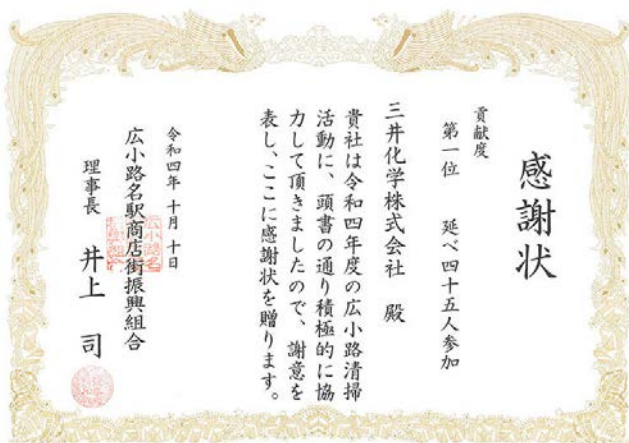 感謝状
貢献度
第一位 延べ四十五人参加
三井化学株式会社 殿
貴社は令和四年度の広小路清掃
活動に、頭書の通り積極的に協
力して頂きましたので、謝意を
表し、ここに感謝状を贈ります。
令和四年 十月 十日
広小路名駅商店街振興組合
理事長 井上 司